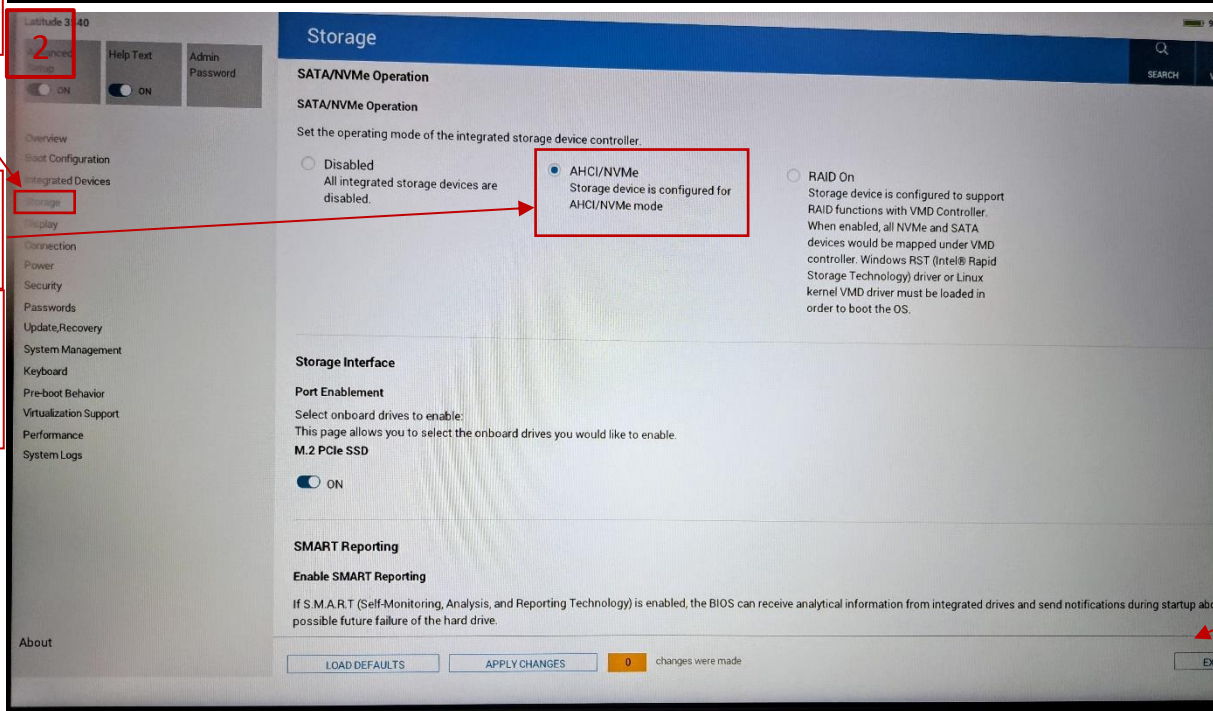 Latitude 3540
2
Advanced
Setup
ON
Help Text
ON
Admin
Password
Storage
SEARCH
Overview
Boot Configuration
Integrated Devices
Storage
Display
Connection
Power
Security
Passwords
Update,Recovery
System Management
Keyboard
Pre-boot Behavior
Virtualization Support
Performance
System Logs
About
SATA/NVMe Operation
SATA/NVMe Operation
Set the operating mode of the integrated storage device controller.
Disabled
All integrated storage devices are
disabled.
AHCI/NVMe
Storage device is configured for
AHCI/NVMe mode
RAID On
Storage device is configured to support
RAID functions with VMD Controller.
When enabled, all NVMe and SATA
devices would be mapped under VMD
controller. Windows RST (Intel® Rapid
Storage Technology) driver or Linux
kernel VMD driver must be loaded in
order to boot the OS.
Storage Interface
Port Enablement
Select onboard drives to enable:
This page allows you to select the onboard drives you would like to enable.
M.2 PCIe SSD
ON
SMART Reporting
Enable SMART Reporting
If S.M.A.R.T (Self-Monitoring, Analysis, and Reporting Technology) is enabled, the BIOS can receive analytical information from integrated drives and send notifications during startup
possible future failure of the hard drive.
LOAD DEFAULTS
APPLY CHANGES
0
changes were made